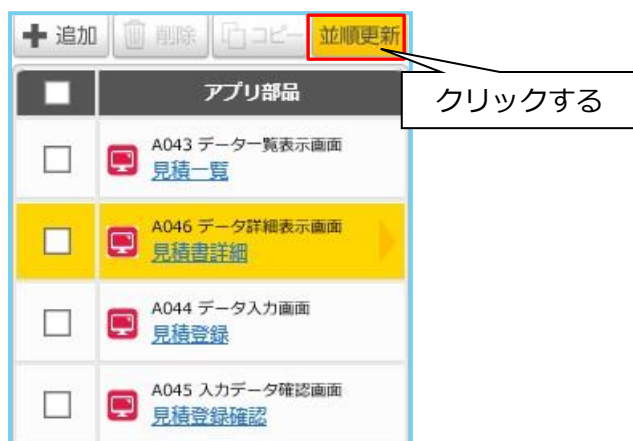 追加 削除 コピー 並順更新
クリックする
アプリ部品
A043 データ一覧表示画面
見積一覧
A046 データ詳細表示画面
見積書詳細
A044 データ入力画面
見積登録
A045 入力データ確認画面
見積登録確認